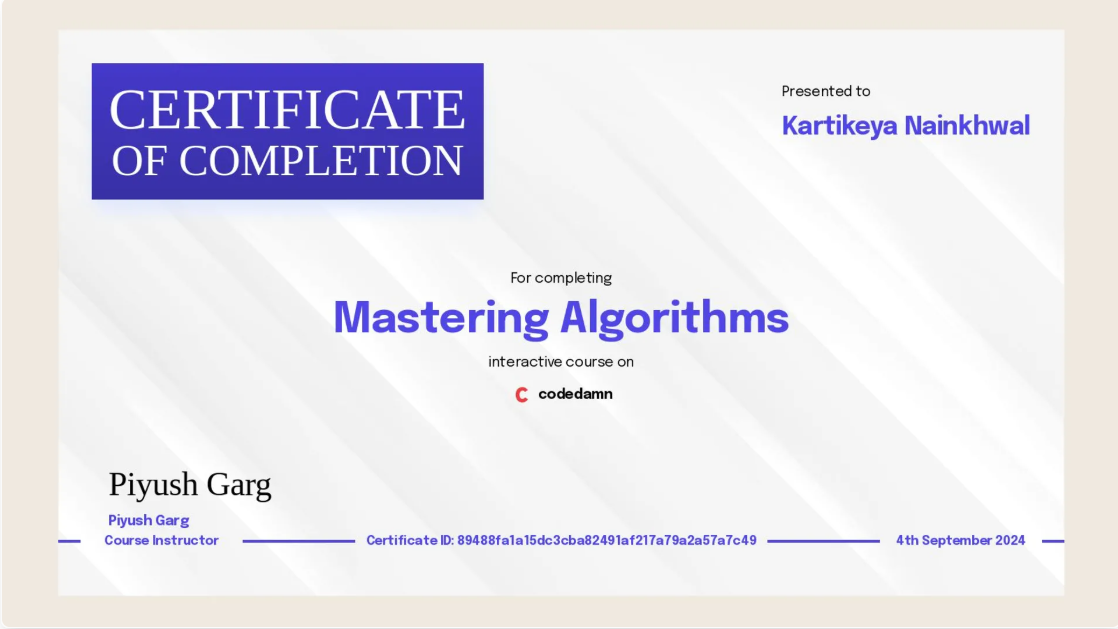 CERTIFICATE
OF COMPLETION
Presented to
Kartikeya Nainkhwal
For completing
Mastering Algorithms
interactive course on
codedamn
Piyush Garg
Piyush Garg
Course Instructor
Certificate ID: 89488fa1a15dc3cba82491af217a79a2a57a7c49
4th September 2024